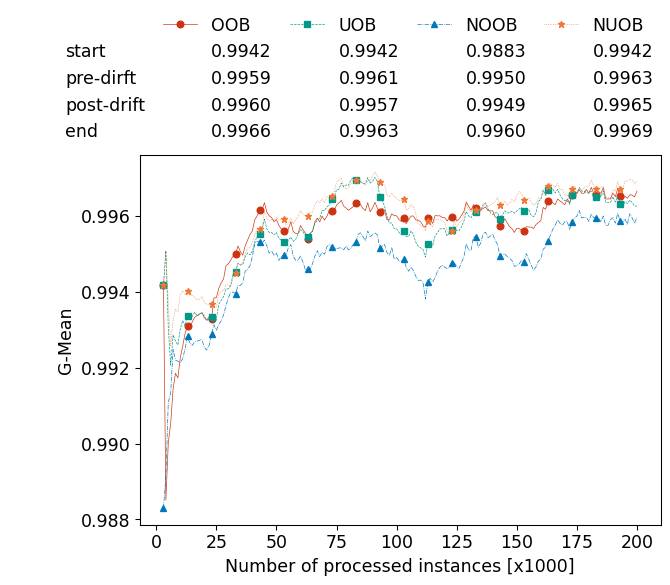 OOB UOB NOOB NUOB
start 0.9942 0.9942 0.9883 0.9942
pre-dirft 0.9959 0.9961 0.9950 0.9963
post-drift 0.9960 0.9957 0.9949 0.9965
end 0.9966 0.9963 0.9960 0.9969
G-Mean
0.996
0.994
0.992
0.990
0.988
0 25 50 75 100 125 150 175 200
Number of processed instances [x1000]